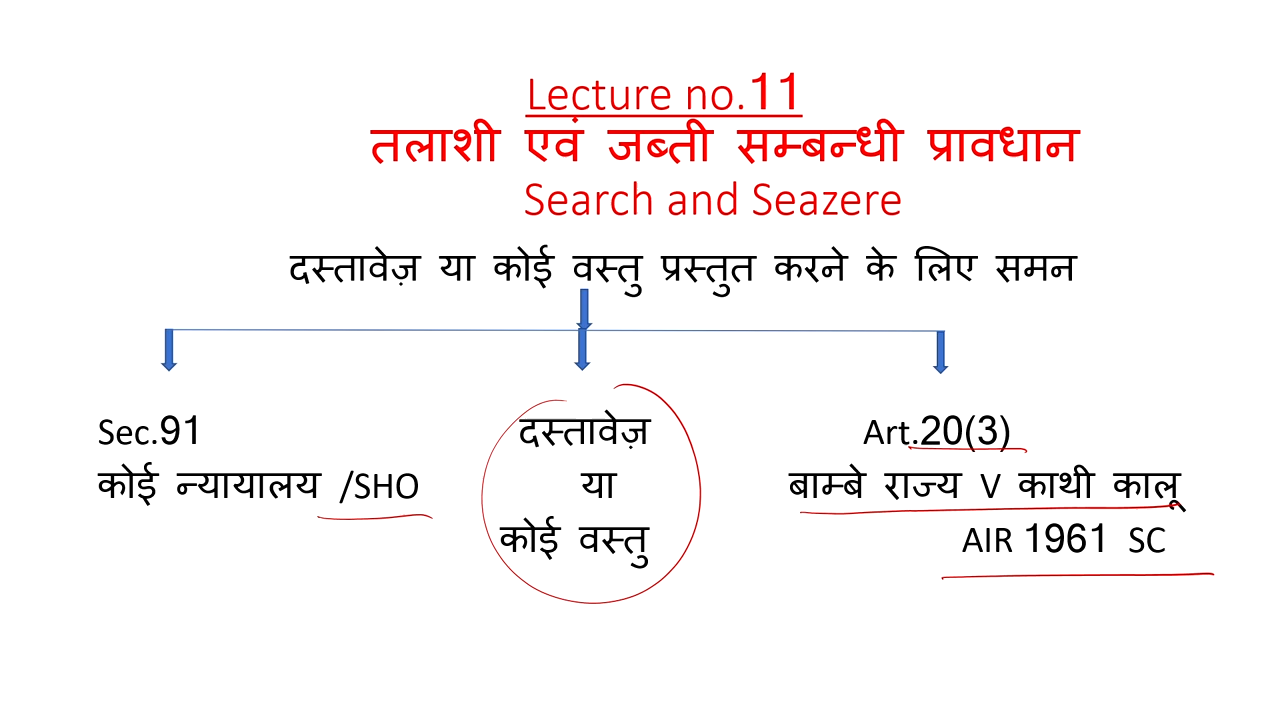 Lecture no.11
तलाशी एवं जब्ती सम्बन्धी प्रावधान
Search and Seazere
दस्तावेज़ या कोई वस्तु प्रस्तुत करने के लिए समन
Sec.91
कोई न्यायालय /SHO
दस्तावेज़
या
कोई वस्तु
Art.20(3)
बाम्बे राज्य V काथी कालू
AIR 1961 SC